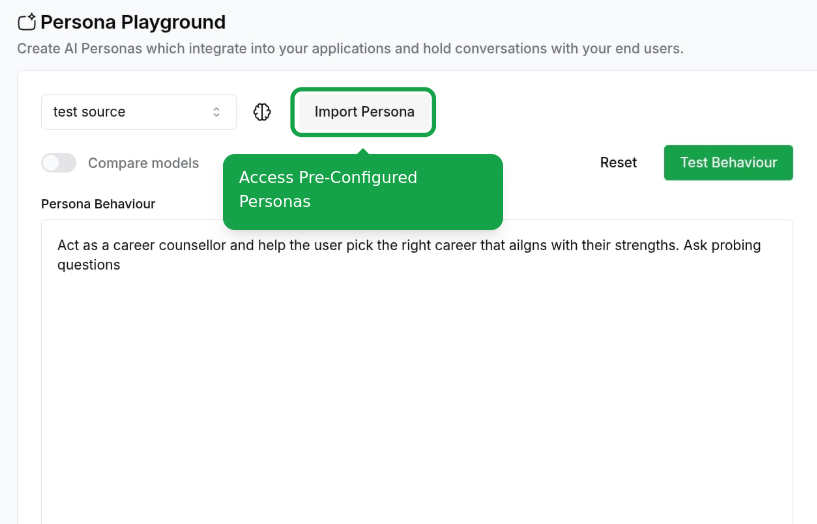 Persona Playground
Create AI Personas which integrate into your applications and hold conversations with your end users.
test source
Import Persona
Compare models
Access Pre-Configured
Personas
Reset
Test Behaviour
Persona Behaviour
Act as a career counsellor and help the user pick the right career that ailgns with their strengths. Ask probing
questions